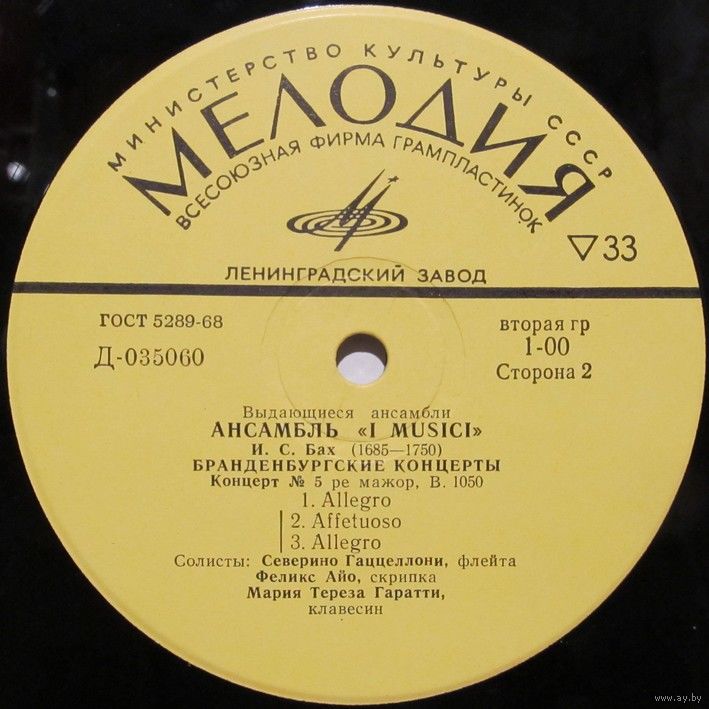 МИНИСТЕРСТВО КУЛЬТУРЫ СССР
МЕЛОДИЯ
ВСЕСОЮЗНАЯ ФИРМА ГРАМПЛАСТИНОК
33
ЛЕНИНГРАДСКИЙ ЗАВОД
ГОСТ 5289-68
Д-035060
вторая гр
1-00
Сторона 2
Выдающиеся ансамбли
АНСАМБЛЬ «I MUSICI»
И. С. Бах (1685—1750)
БРАНДЕНБУРГСКИЕ КОНЦЕРТЫ
Концерт № 5 ре мажор, В. 1050
1. Allegro
2. Affetuoso
3. Allegro
Солисты: Северино Гаццеллони, флейта
Феликс Айо, скрипка
Мария Тереза Гаратти,
клавесин
www.ay.by